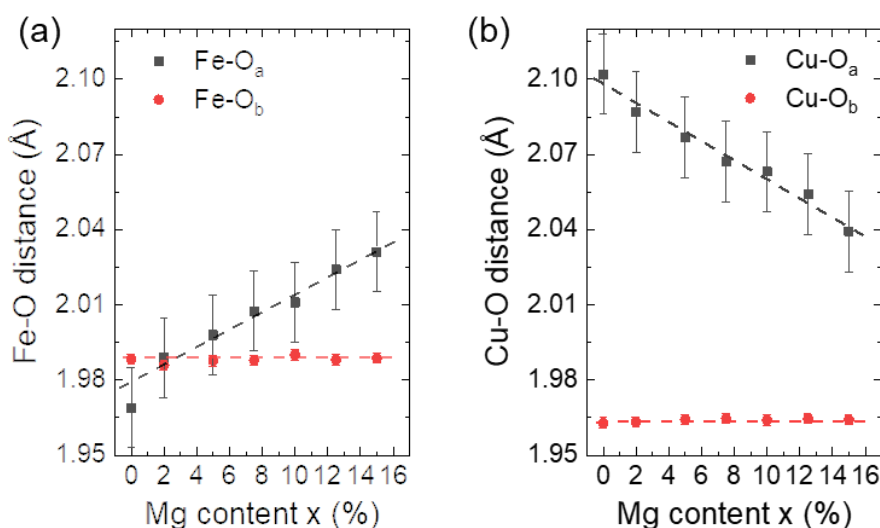 (a)
Fe-Oₐ
Fe-O_b
Fe-O distance (Å)
2.10
2.07
2.04
2.01
1.98
1.95
0 2 4 6 8 10 12 14 16
Mg content x (%)
(b)
Cu-Oₐ
Cu-O_b
Cu-O distance (Å)
2.10
2.07
2.04
2.01
1.98
1.95
0 2 4 6 8 10 12 14 16
Mg content x (%)